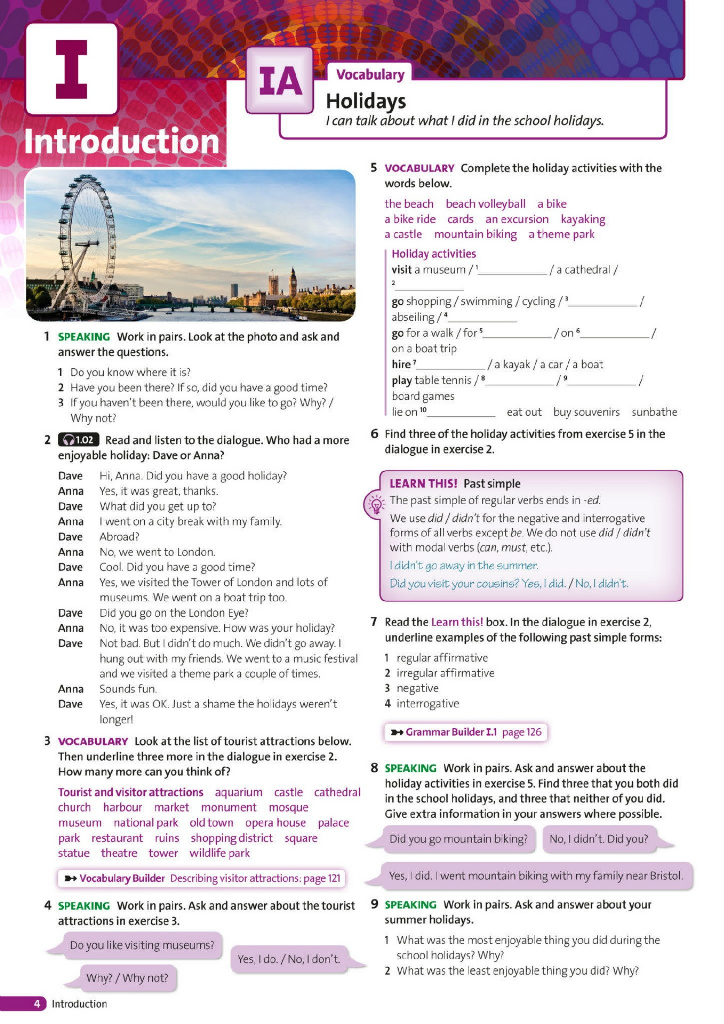 I
Introduction
IA
Vocabulary
Holidays
I can talk about what I did in the school holidays.
1 SPEAKING Work in pairs. Look at the photo and ask and
answer the questions.
1 Do you know where it is?
2 Have you been there? If so, did you have a good time?
3 If you haven't been there, would you like to go? Why? /
Why not?
2 1.02 Read and listen to the dialogue. Who had a more
enjoyable holiday: Dave or Anna?
Dave Hi, Anna. Did you have a good holiday?
Anna Yes, it was great, thanks.
Dave What did you get up to?
Anna I went on a city break with my family.
Dave Abroad?
Anna No, we went to London.
Dave Cool. Did you have a good time?
Anna Yes, we visited the Tower of London and lots of
museums. We went on a boat trip too.
Dave Did you go on the London Eye?
Anna No, it was too expensive. How was your holiday?
Dave Not bad. But I didn't do much. We didn't go away. I
hung out with my friends. We went to a music festival
and we visited a theme park a couple of times.
Anna Sounds fun.
Dave Yes, it was OK. Just a shame the holidays weren't
longer!
3 VOCABULARY Look at the list of tourist attractions below.
Then underline three more in the dialogue in exercise 2.
How many more can you think of?
Tourist and visitor attractions aquarium castle cathedral
church harbour market monument mosque
museum national park old town opera house palace
park restaurant ruins shopping district square
statue theatre tower wildlife park
Vocabulary Builder Describing visitor attractions: page 121
4 SPEAKING Work in pairs. Ask and answer about the tourist
attractions in exercise 3.
Do you like visiting museums?
Yes, I do. / No, I don't.
Why? / Why not?
5 VOCABULARY Complete the holiday activities with the
words below.
the beach beach volleyball a bike
a bike ride cards an excursion kayaking
a castle mountain biking a theme park
Holiday activities
visit a museum / 1____________ / a cathedral /
2____________
go shopping / swimming / cycling / 3____________ /
abseiling / 4____________
go for a walk / for 5____________ / on 6____________ /
on a boat trip
hire 7____________ / a kayak / a car / a boat
play table tennis / 8____________ / 9____________ /
board games
lie on 10____________ eat out buy souvenirs sunbathe
6 Find three of the holiday activities from exercise 5 in the
dialogue in exercise 2.
LEARN THIS! Past simple
The past simple of regular verbs ends in -ed.
We use did / didn't for the negative and interrogative
forms of all verbs except be. We do not use did / didn't
with modal verbs (can, must, etc.).
I didn't go away in the summer.
Did you visit your cousins? Yes, I did. / No, I didn't.
7 Read the Learn this! box. In the dialogue in exercise 2,
underline examples of the following past simple forms:
1 regular affirmative
2 irregular affirmative
3 negative
4 interrogative
Grammar Builder I.1 page 126
8 SPEAKING Work in pairs. Ask and answer about the
holiday activities in exercise 5. Find three that you both did
in the school holidays, and three that neither of you did.
Give extra information in your answers where possible.
Did you go mountain biking?
No, I didn't. Did you?
Yes, I did. I went mountain biking with my family near Bristol.
9 SPEAKING Work in pairs. Ask and answer about your
summer holidays.
1 What was the most enjoyable thing you did during the
school holidays? Why?
2 What was the least enjoyable thing you did? Why?
4 Introduction